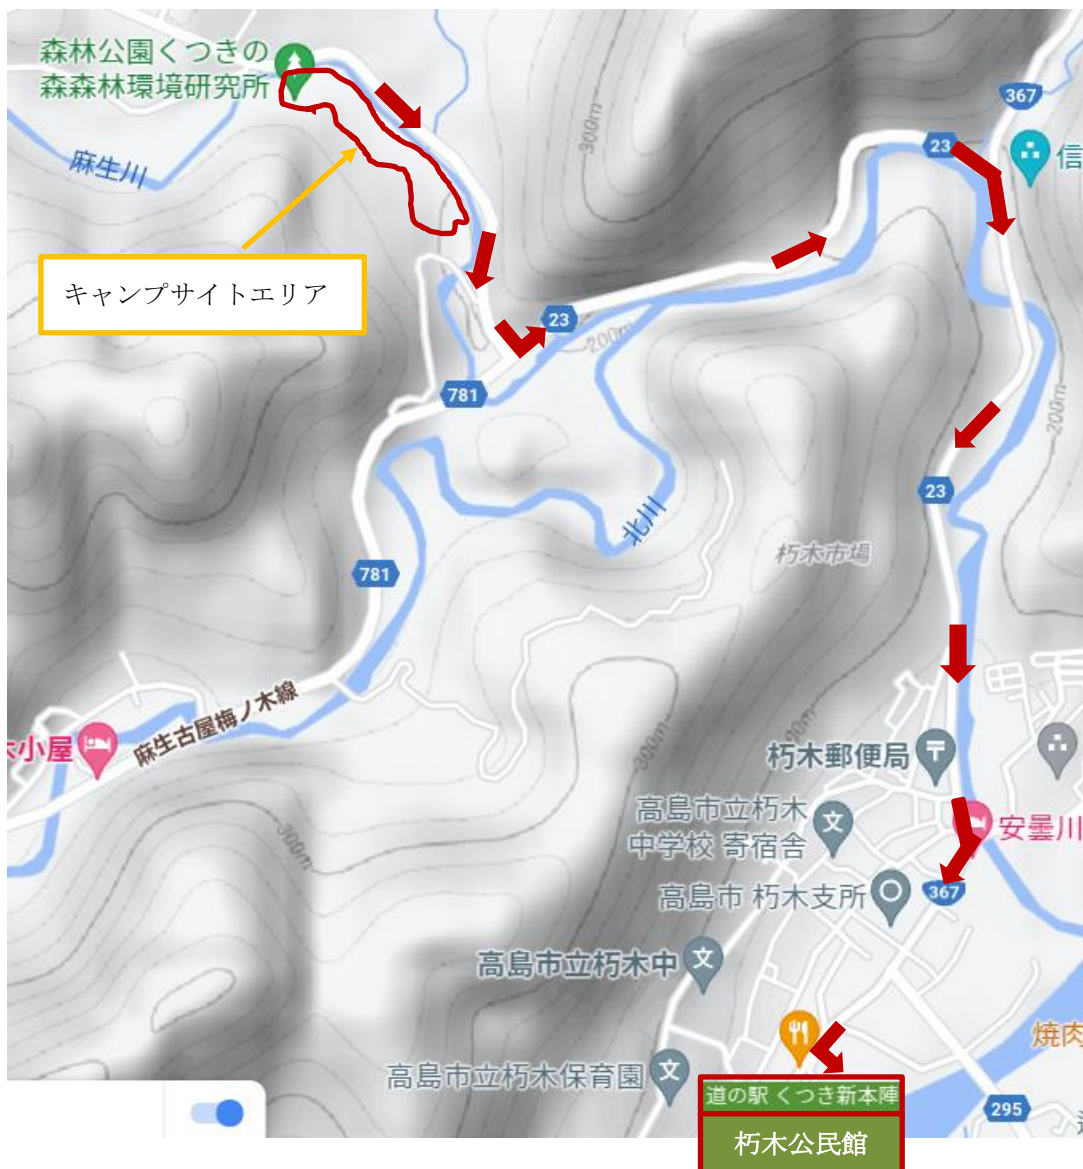 森林公園くつきの
森森林環境研究所
367
23
信
麻生川
300m
キャンプサイトエリア
23
200m
781
200m
23
北川
朽木市場
781
麻生古屋梅ノ木線
木小屋
300m
200m
朽木郵便局
〒
高島市立朽木
中学校 寄宿舎
文
安曇川
300m
高島市 朽木支所
367
高島市立朽木中
文
焼肉
高島市立朽木保育園
文
道の駅 くつき新本陣
295
朽木公民館